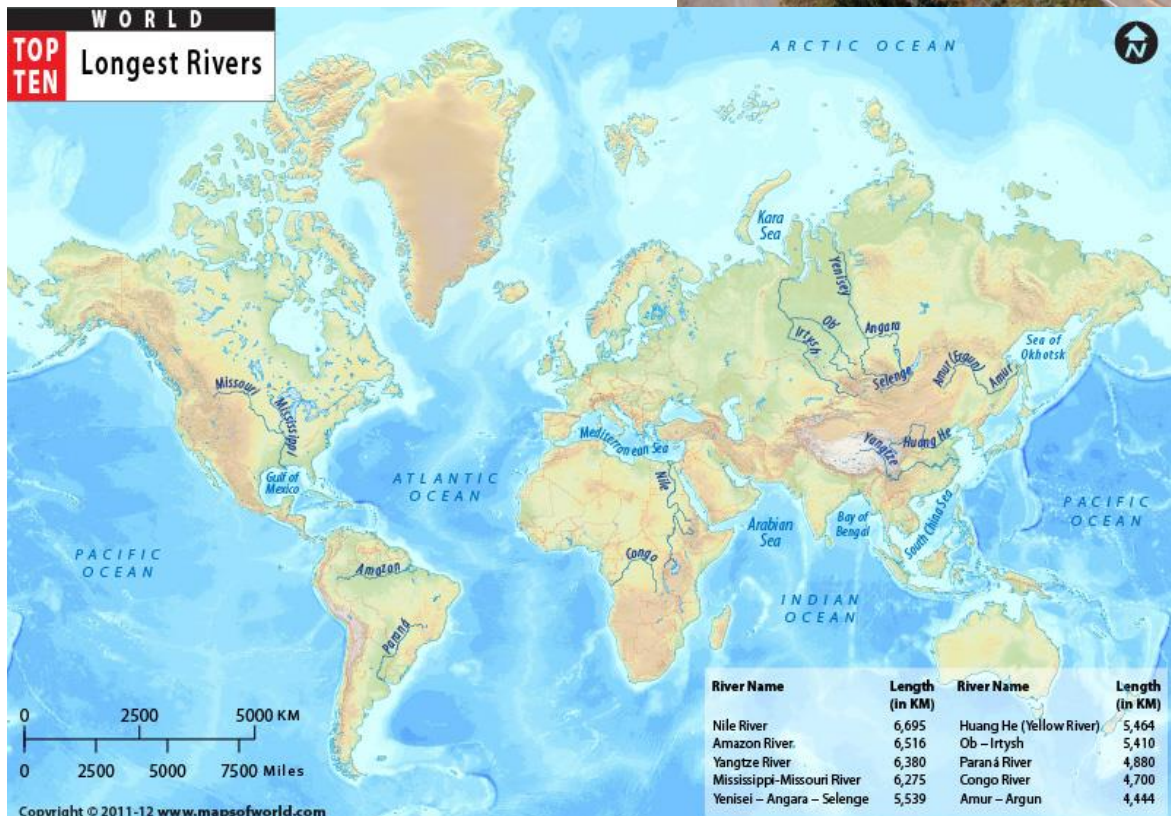 WORLD
TOP
TEN
Longest Rivers
N
ARCTIC OCEAN
Kara
Sea
Yenisey
Ob'
Irtysh
Angara
Selenge
Amur (Ergun)
Amur
Sea of
Okhotsk
Missouri
Mississippi
Gulf of
Mexico
ATLANTIC
OCEAN
Mediterranean Sea
Nile
Yangtze
Huang He
Arabian
Sea
Bay of
Bengal
South China Sea
PACIFIC
OCEAN
PACIFIC
OCEAN
Amazon
Paraná
Congo
INDIAN
OCEAN
0 2500 5000 KM
0 2500 5000 7500 Miles
River Name Length (in KM) River Name Length (in KM)
Nile River 6,695 Huang He (Yellow River) 5,464
Amazon River 6,516 Ob – Irtysh 5,410
Yangtze River 6,380 Paraná River 4,880
Mississippi-Missouri River 6,275 Congo River 4,700
Yenisei – Angara – Selenge 5,539 Amur – Argun 4,444
Copyright © 2011-12 www.mapsofworld.com